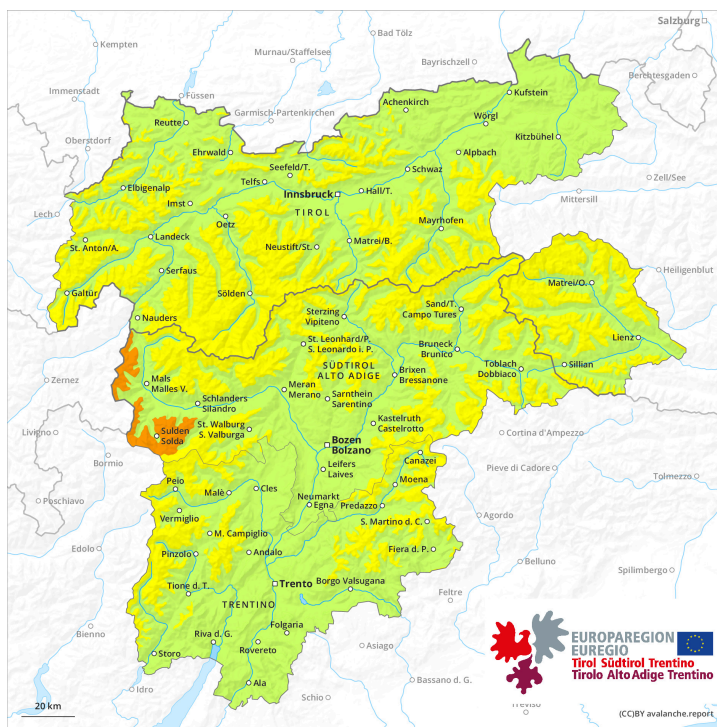 Salzburg
Kempten
Bad Tölz
Murnau/Staffelsee
Bayrischzell
Berchtesgaden
Immenstadt
Füssen
Garmisch-Partenkirchen
Achenkirch
Kufstein
Wörgl
Reutte
Oberstdorf
Kitzbühel
Ehrwald
Alpbach
Seefeld/T.
Schwaz
Zell/See
Elbigenalp
Telfs
Innsbruck
Hall/T.
Mittersill
Imst
TIROL
Lech
Oetz
Mayrhofen
St. Anton/A.
Landeck
Neustift/St.
Matrei/B.
Serfaus
Heiligenblut
Matrei/O.
Galtür
Sölden
Nauders
Sterzing
Vipiteno
Sand/T.
Campo Tures
Lienz
St. Leonhard/P.
S. Leonardo i. P.
Bruneck
Brunico
Toblach
Dobbiaco
Sillian
SÜDTIROL
ALTO ADIGE
Brixen
Bressanone
Zernez
Mals
Malles V.
Meran
Merano
Schlanders
Silandro
Sarnthein
Sarentino
Kastelruth
Castelrotto
St. Walburg
S. Valburga
Livigno
Sulden
Solda
Cortina d'Ampezzo
Bozen
Bolzano
Bormio
Canazei
Pieve di Cadore
Leifers
Laives
Tolmezzo
Moena
Peio
Malè
Cles
Neumarkt
Egna
Predazzo
Poschiavo
Vermiglio
Agordo
S. Martino d. C.
M. Campiglio
Edolo
Pinzolo
Andalo
Fiera d. P.
Belluno
Spilimbergo
Tione d. T.
Trento
Borgo Valsugana
Feltre
TRENTINO
Folgaria
Bienno
Riva d. G.
Rovereto
Storo
Asiago
Ala
Idro
Schio
Bassano d. G.
Treviso
EUROPAREGION
EUREGIO
Tirol Südtirol Trentino
Tirolo Alto Adige Trentino
20 km
(CC)BY avalanche.report